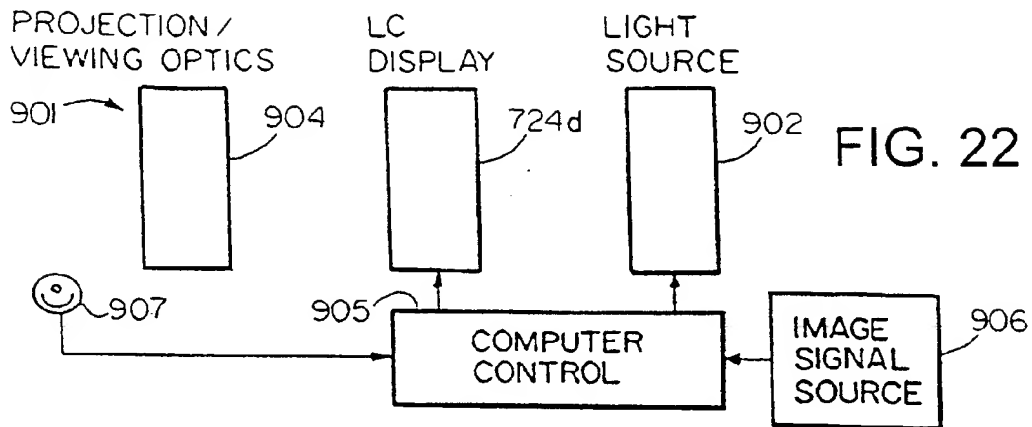 PROJECTION /
VIEWING OPTICS
LC
DISPLAY
LIGHT
SOURCE
901
904
724d
902
FIG. 22
907
905
COMPUTER
CONTROL
IMAGE
SIGNAL
SOURCE
906